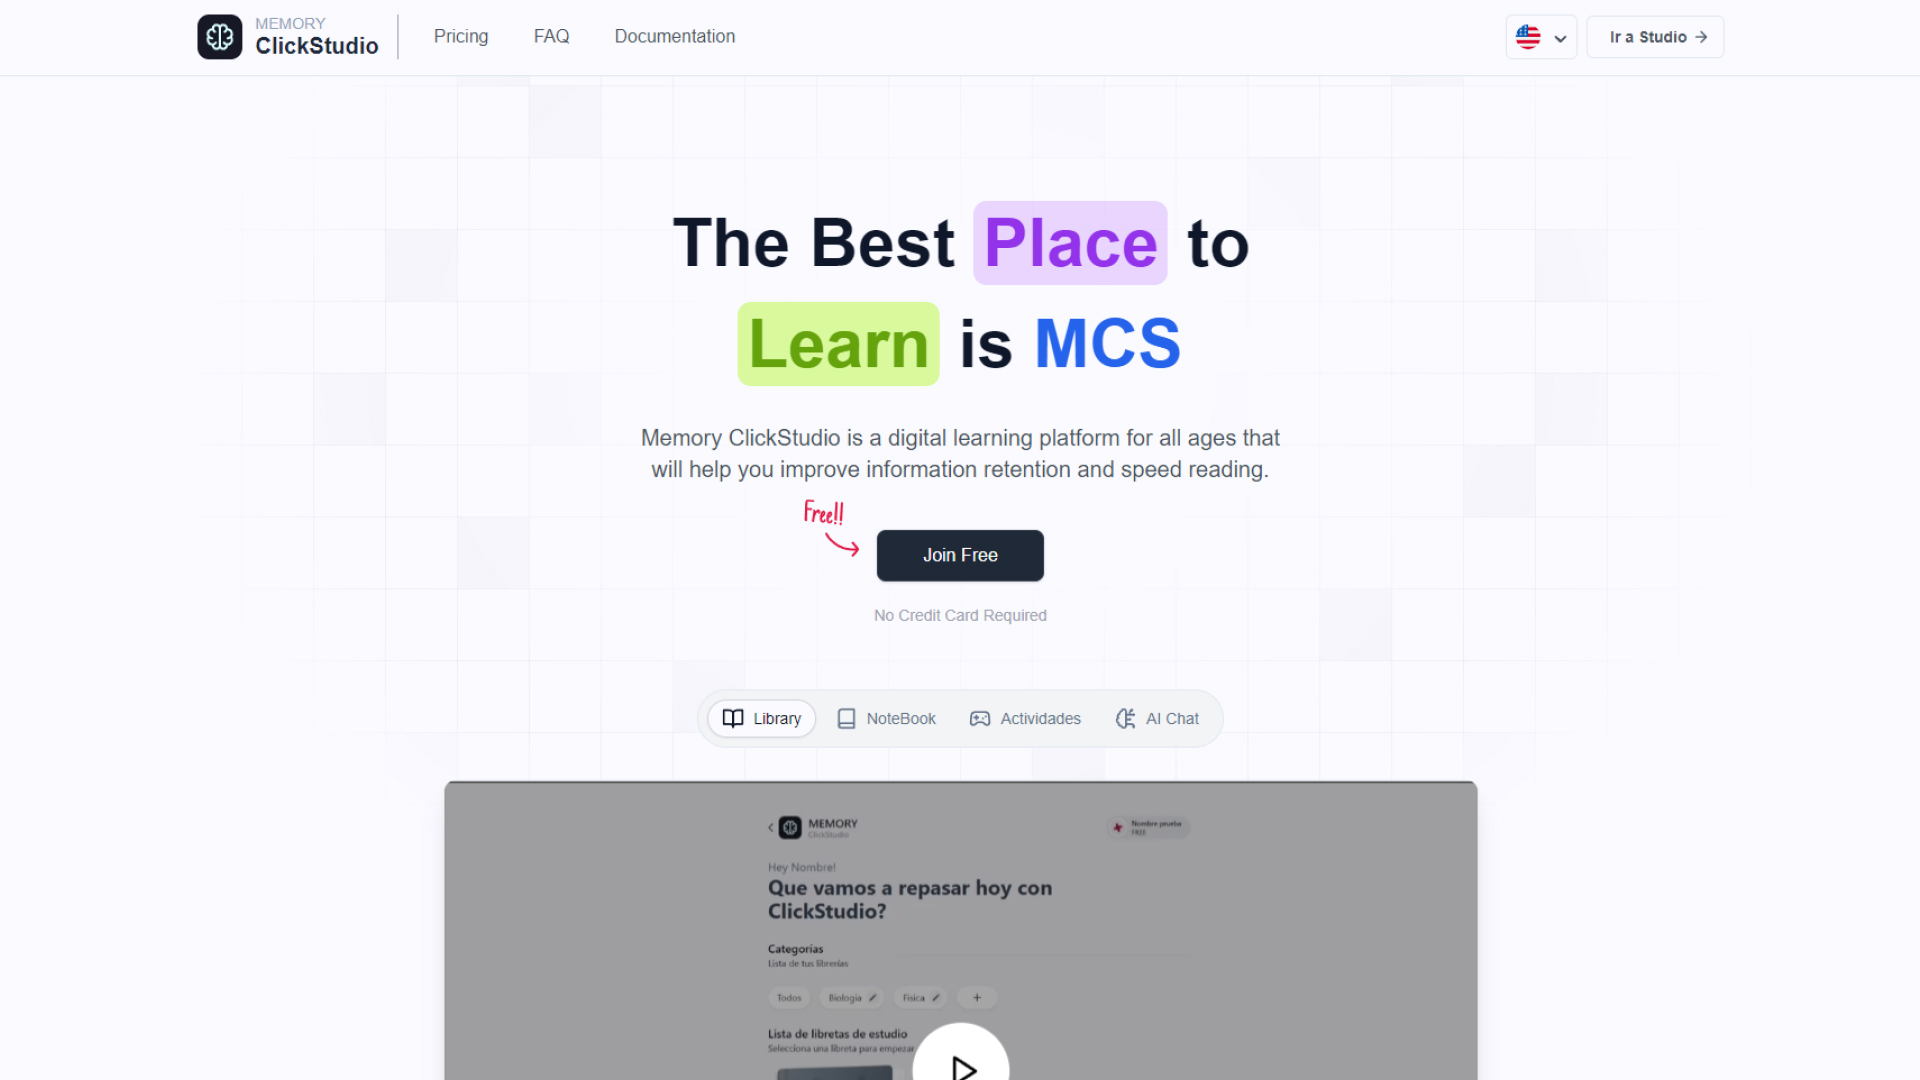 MEMORY
ClickStudio
Pricing
FAQ
Documentation
Ir a Studio
The Best Place to
Learn is MCS
Memory ClickStudio is a digital learning platform for all ages that
will help you improve information retention and speed reading.
Free!!
Join Free
No Credit Card Required
Library
NoteBook
Actividades
AI Chat
MEMORY
ClickStudio
Nombre prueba
FREE
Hey Nombre!
Que vamos a repasar hoy con
ClickStudio?
Categorías
Lista de tus librerías
Todos
Biologia
Fisica
+
Lista de libretas de estudio
Selecciona una libreta para empezar